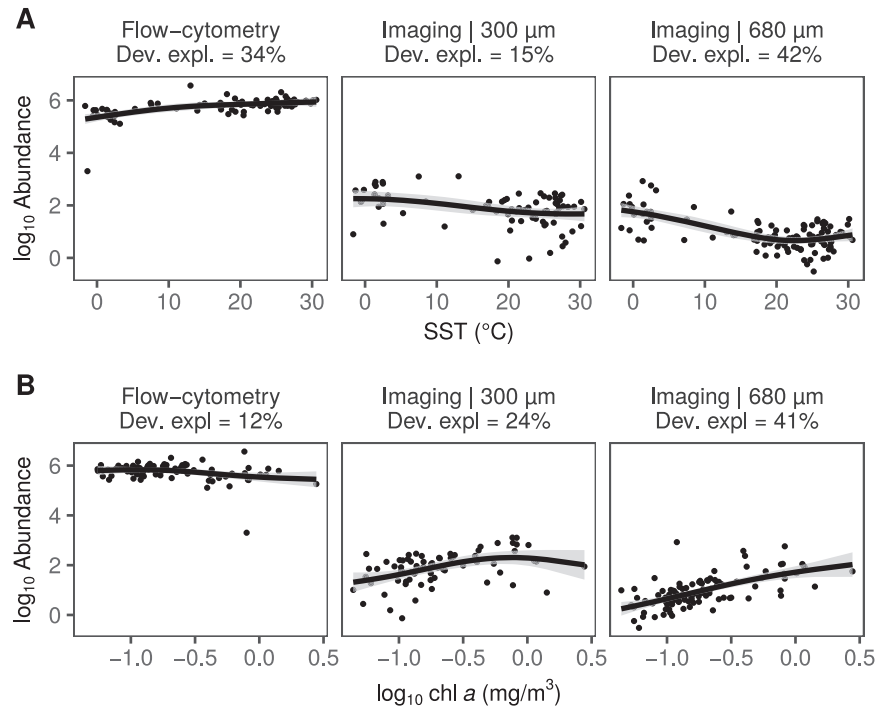 A
Flow−cytometry
Dev. expl. = 34%
Imaging | 300 µm
Dev. expl. = 15%
Imaging | 680 µm
Dev. expl. = 42%
log10 Abundance
6
4
2
0
0 10 20 30
0 10 20 30
0 10 20 30
SST (°C)
B
Flow−cytometry
Dev. expl = 12%
Imaging | 300 µm
Dev. expl = 24%
Imaging | 680 µm
Dev. expl = 41%
log10 Abundance
6
4
2
0
−1.0 −0.5 0.0 0.5
−1.0 −0.5 0.0 0.5
−1.0 −0.5 0.0 0.5
log10 chl a (mg/m³)